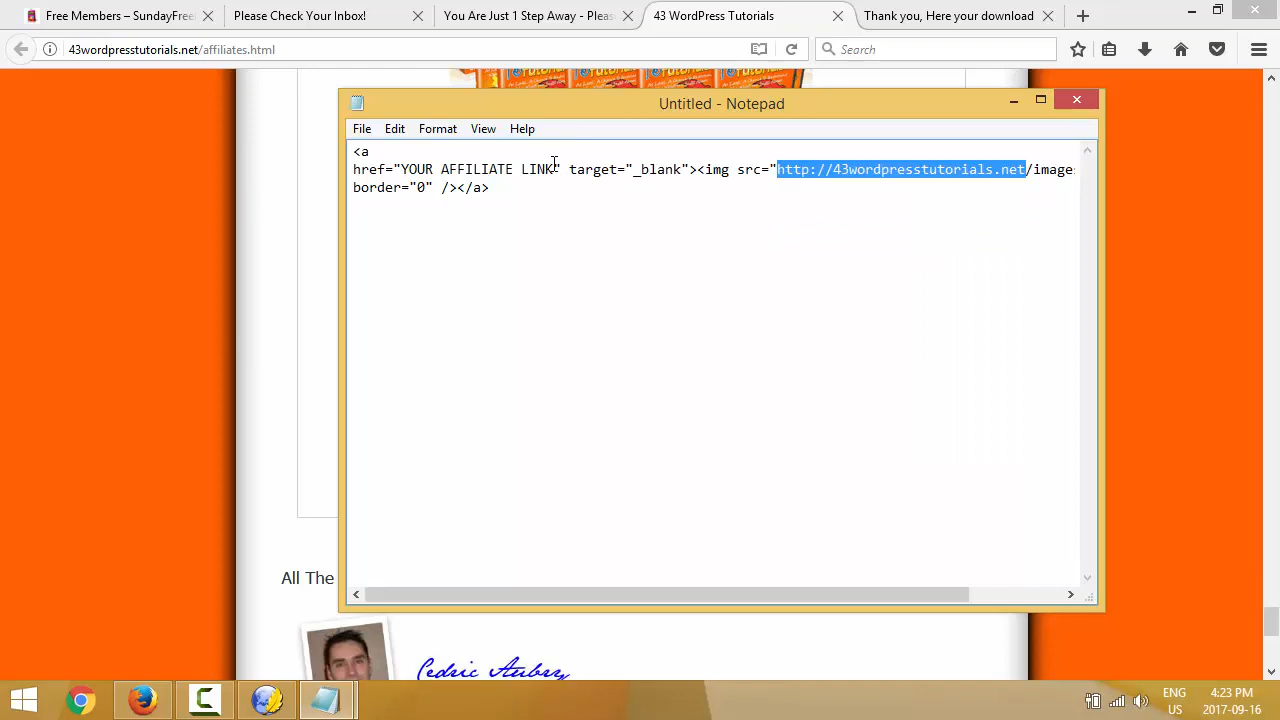 Free Members – SundayFree
Please Check Your Inbox!
You Are Just 1 Step Away - Pleas
43 WordPress Tutorials
Thank you, Here your download
43wordpresstutorials.net/affiliates.html
Search
Untitled - Notepad
File Edit Format View Help
<a
href="YOUR AFFILIATE LINK" target="_blank"><img src="http://43wordpresstutorials.net/images
border="0" /></a>
All The
Cedric Aubry
ENG
US
4:23 PM
2017-09-16